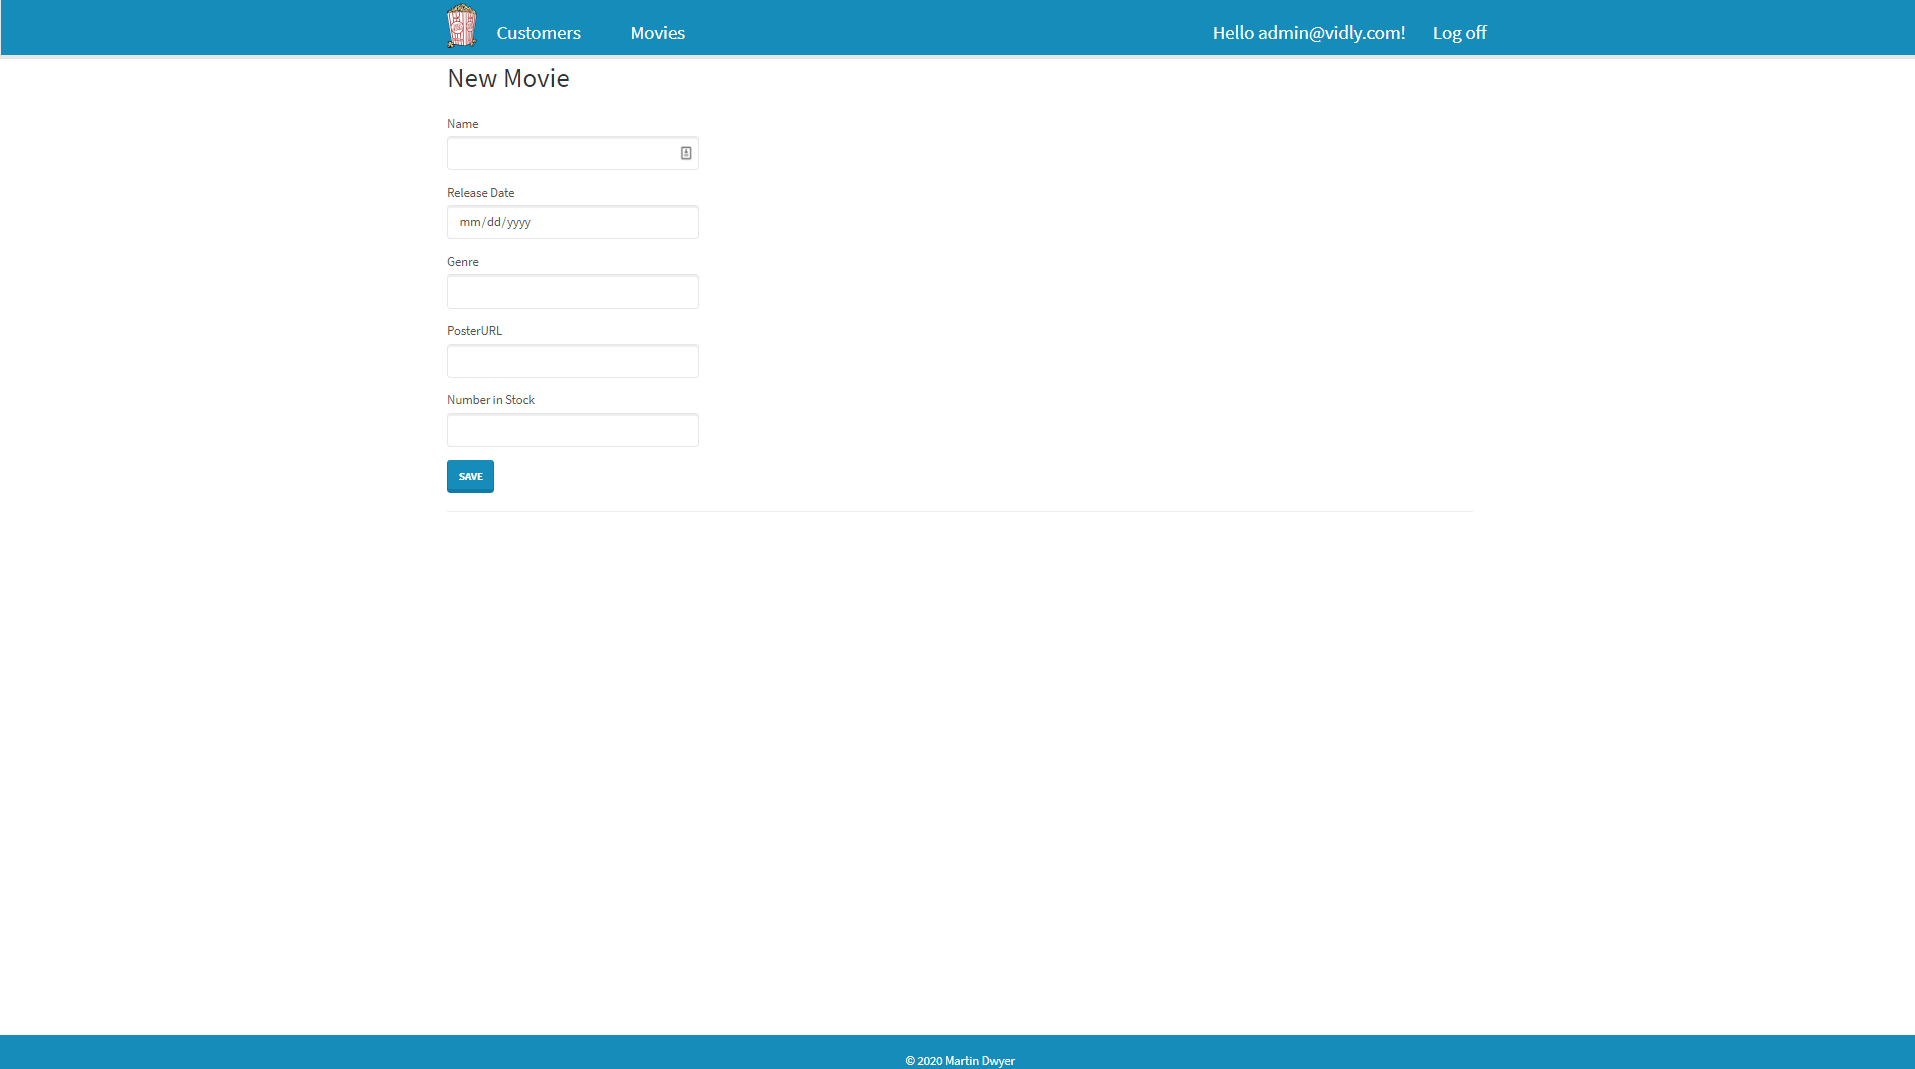 Customers Movies Hello admin@vidly.com! Log off
New Movie
Name
Release Date
mm/dd/yyyy
Genre
PosterURL
Number in Stock
SAVE
© 2020 Martin Dwyer